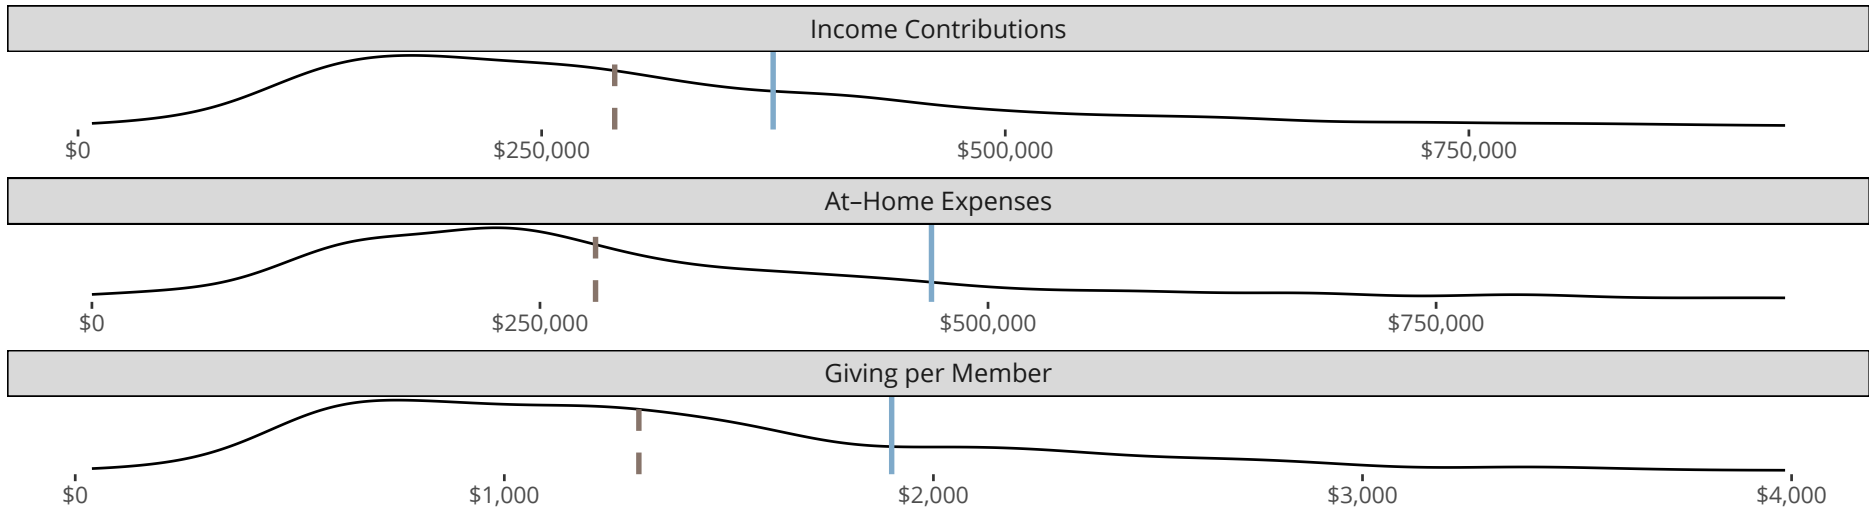 Income Contributions
$0 $250,000 $500,000 $750,000
At–Home Expenses
$0 $250,000 $500,000 $750,000
Giving per Member
$0 $1,000 $2,000 $3,000 $4,000